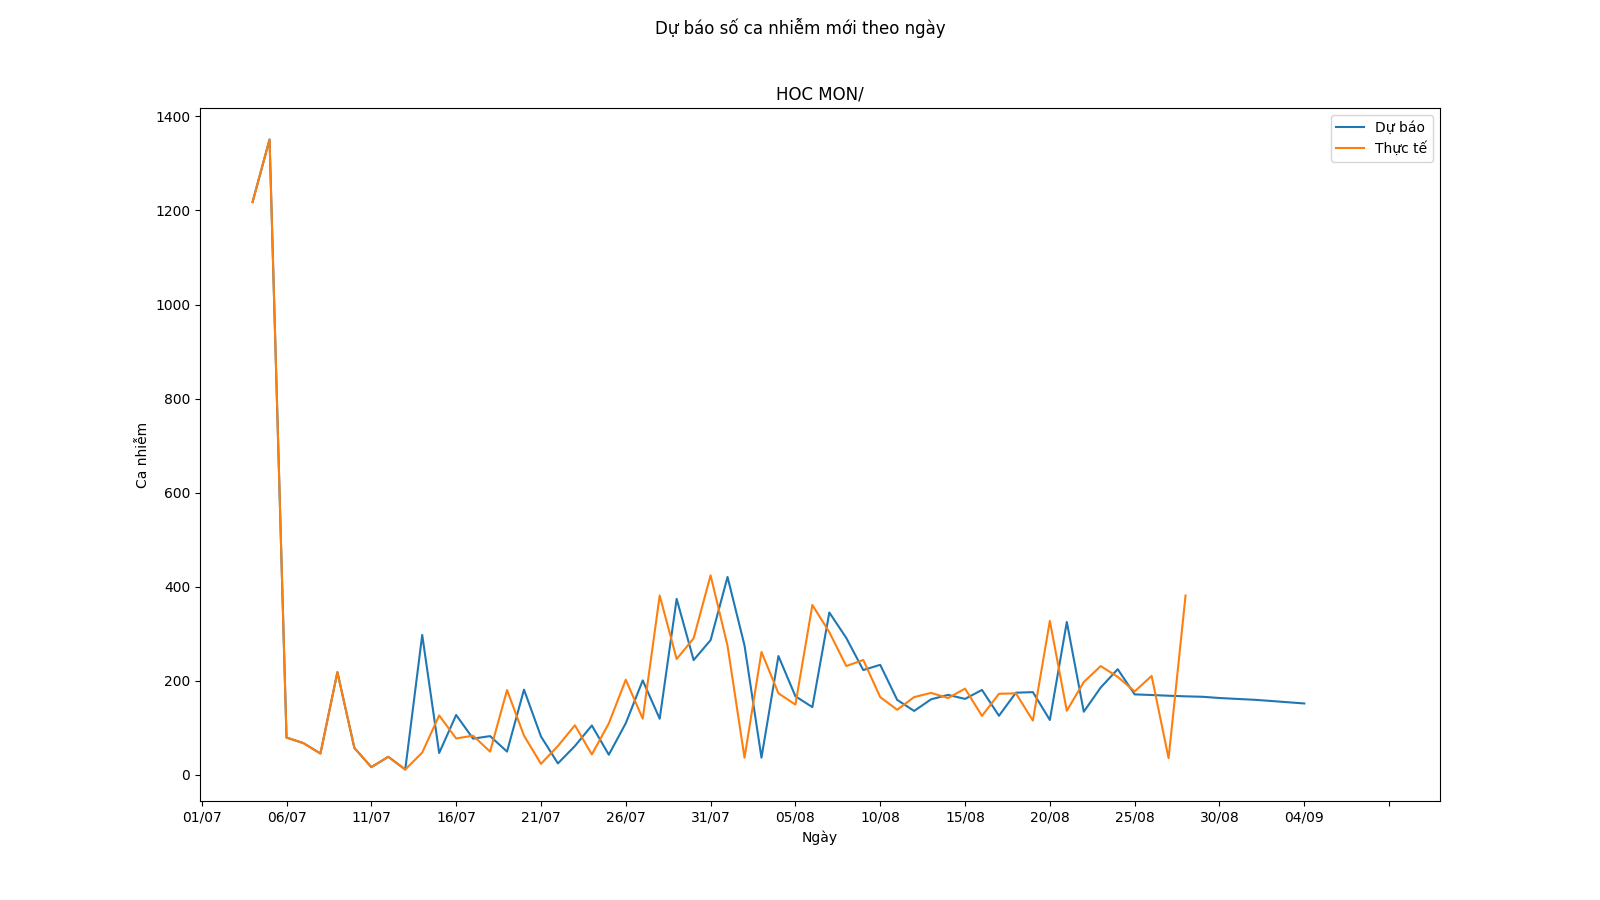 Dự báo số ca nhiễm mới theo ngày
HOC MON/
Dự báo
Thực tế
Ca nhiễm
1400
1200
1000
800
600
400
200
0
01/07 06/07 11/07 16/07 21/07 26/07 31/07 05/08 10/08 15/08 20/08 25/08 30/08 04/09
Ngày